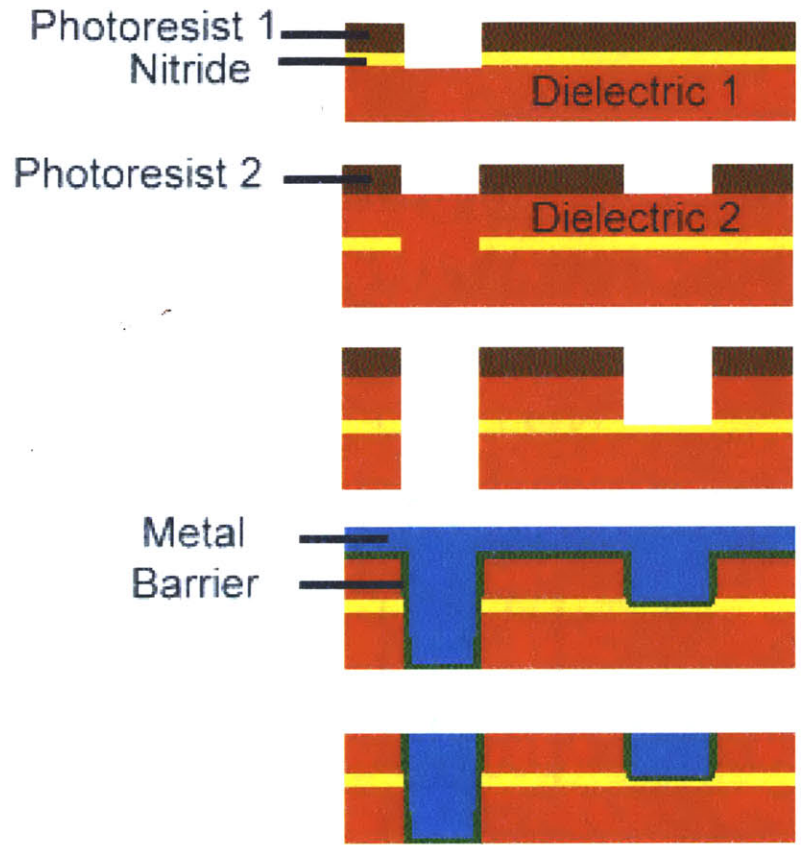 Photoresist 1
Nitride
Dielectric 1
Photoresist 2
Dielectric 2
Metal
Barrier